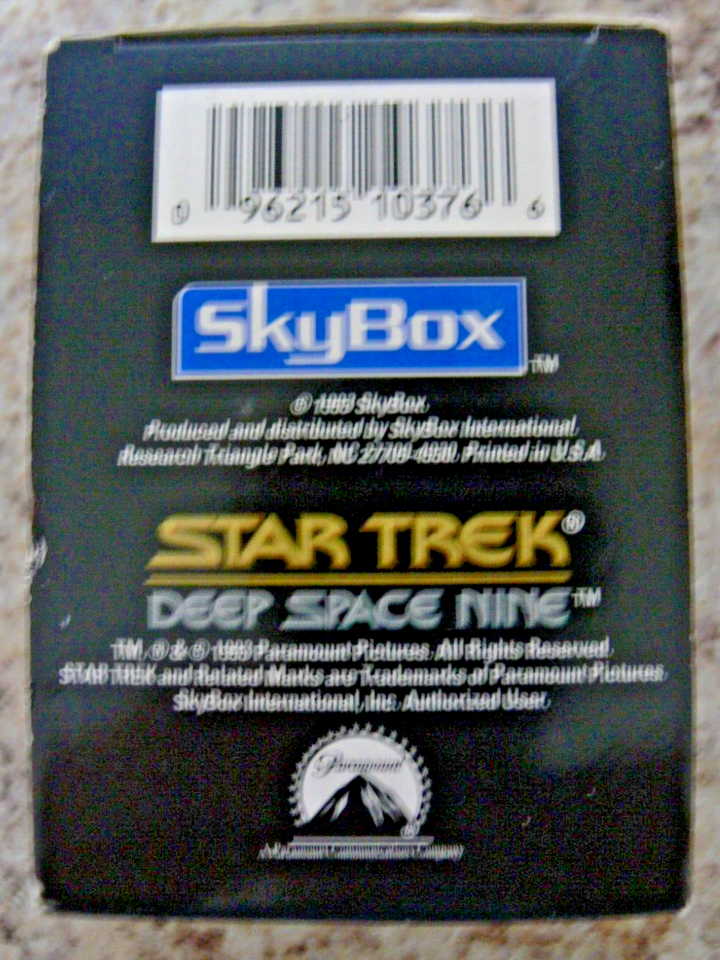 0 96215 10376 6
SkyBox
TM
© 1993 SkyBox.
Produced and distributed by SkyBox International,
Research Triangle Park, NC 27709 Printed in U.S.A.
STAR TREK®
DEEP SPACE NINE™
TM, ® & © 1993 Paramount Pictures. All Rights Reserved.
STAR TREK and Related Marks are Trademarks of Paramount Pictures.
SkyBox International, Inc. Authorized User.
Paramount
A Paramount Communications Company